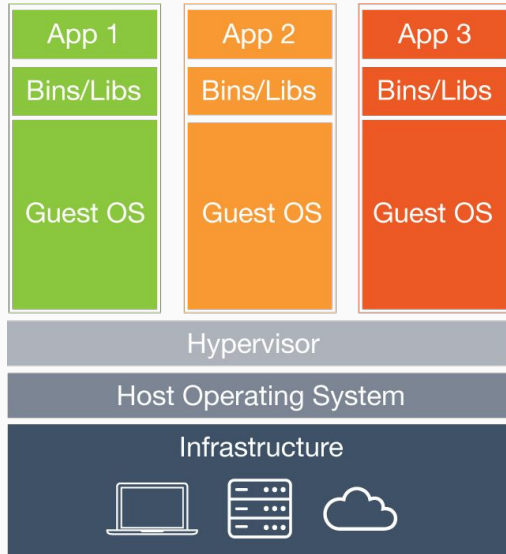 App 1
App 2
App 3
Bins/Libs
Bins/Libs
Bins/Libs
Guest OS
Guest OS
Guest OS
Hypervisor
Host Operating System
Infrastructure